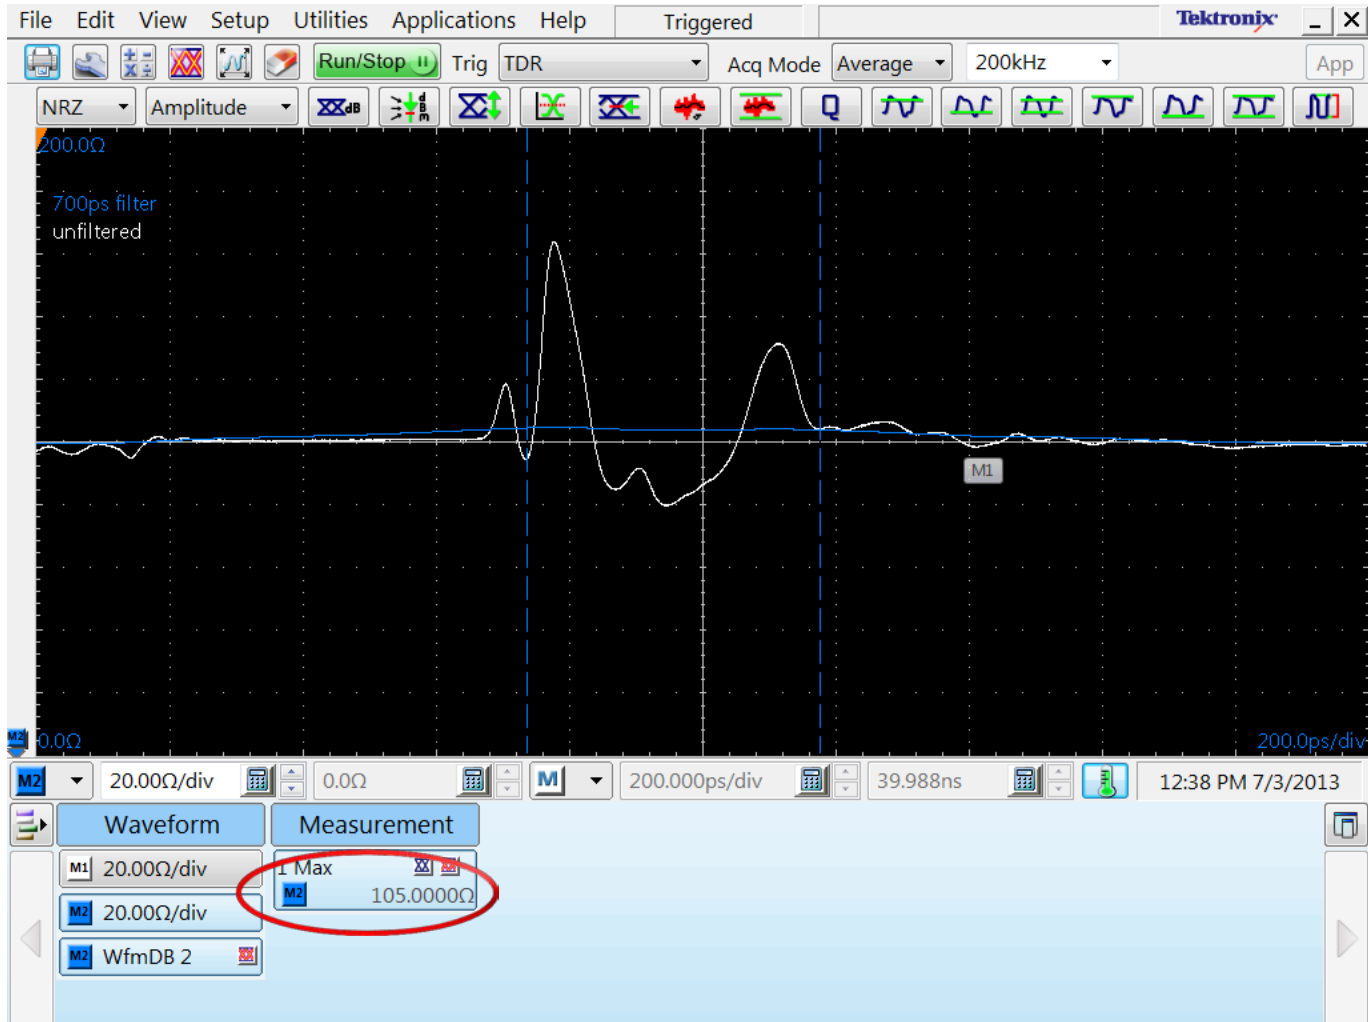 File Edit View Setup Utilities Applications Help Triggered Tektronix
Run/Stop Trig TDR Acq Mode Average 200kHz App
NRZ Amplitude dB dBm Q
200.0Ω
700ps filter
unfiltered
M1
M2 0.0Ω 200.0ps/div
M2 20.00Ω/div 0.0Ω M 200.000ps/div 39.988ns 12:38 PM 7/3/2013
Waveform Measurement
M1 20.00Ω/div 1 Max
M2 105.0000Ω
M2 20.00Ω/div
M2 WfmDB 2